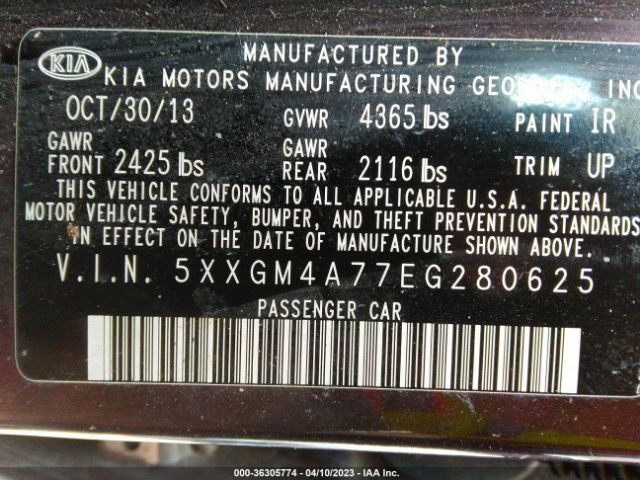 MANUFACTURED BY
KIA KIA MOTORS MANUFACTURING INC
OCT/30/13 GVWR 4365 lbs PAINT IR
GAWR FRONT 2425 lbs GAWR REAR 2116 lbs TRIM UP
THIS VEHICLE CONFORMS TO ALL APPLICABLE U.S.A. FEDERAL
MOTOR VEHICLE SAFETY, BUMPER, AND THEFT PREVENTION STANDARDS
IN EFFECT ON THE DATE OF MANUFACTURE SHOWN ABOVE.
V.I.N. 5XXGM4A77EG280625
PASSENGER CAR
000-36305774 - 04/10/2023 - IAA Inc.